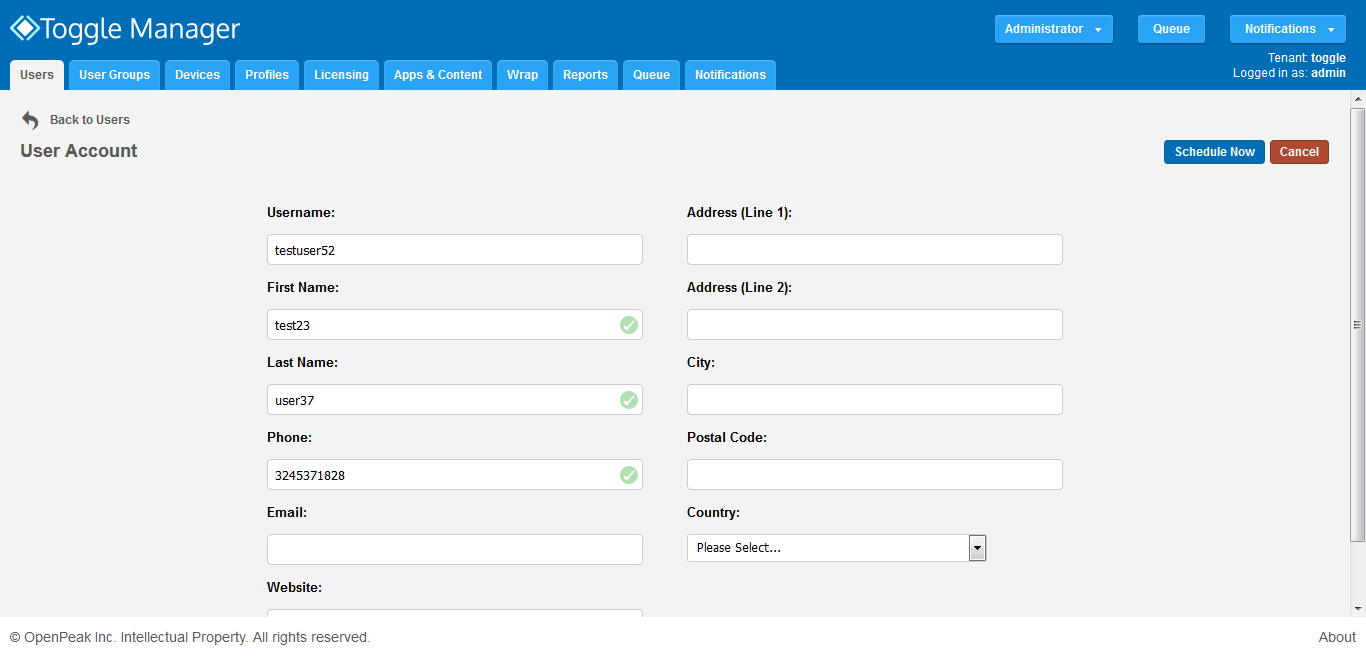 Toggle Manager
Administrator
Queue
Notifications
Tenant: toggle
Logged in as: admin
Users
User Groups
Devices
Profiles
Licensing
Apps & Content
Wrap
Reports
Queue
Notifications
Back to Users
User Account
Schedule Now
Cancel
Username:
testuser52
First Name:
test23
Last Name:
user37
Phone:
3245371828
Email:
Website:
Address (Line 1):
Address (Line 2):
City:
Postal Code:
Country:
Please Select...
© OpenPeak Inc. Intellectual Property. All rights reserved.
About